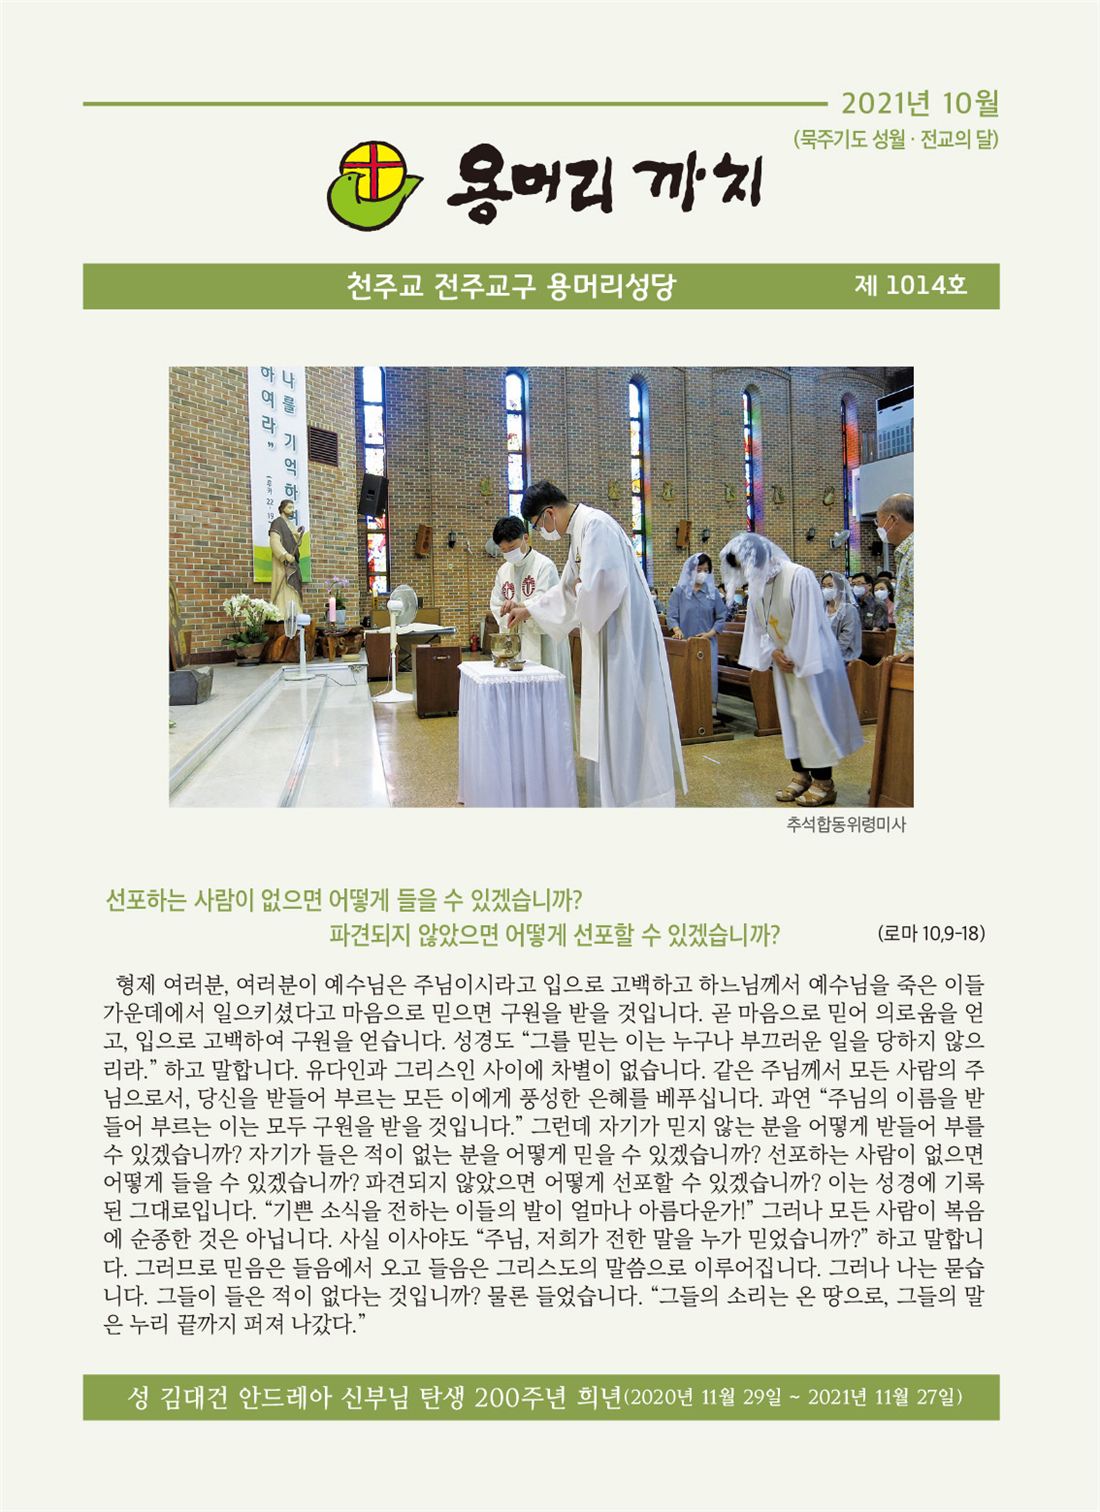 2021년 10월
(묵주기도 성월 · 전교의 달)
용머리 까치
천주교 전주교구 용머리성당 제 1014호
나를 기억하여
하여라”
(루카 22,19)
추석합동위령미사
선포하는 사람이 없으면 어떻게 들을 수 있겠습니까?
파견되지 않았으면 어떻게 선포할 수 있겠습니까? (로마 10,9-18)
형제 여러분, 여러분이 예수님은 주님이시라고 입으로 고백하고 하느님께서 예수님을 죽은 이들
가운데에서 일으키셨다고 마음으로 믿으면 구원을 받을 것입니다. 곧 마음으로 믿어 의로움을 얻
고, 입으로 고백하여 구원을 얻습니다. 성경도 “그를 믿는 이는 누구나 부끄러운 일을 당하지 않으
리라.” 하고 말합니다. 유다인과 그리스인 사이에 차별이 없습니다. 같은 주님께서 모든 사람의 주
님으로서, 당신을 받들어 부르는 모든 이에게 풍성한 은혜를 베푸십니다. 과연 “주님의 이름을 받
들어 부르는 이는 모두 구원을 받을 것입니다.” 그런데 자기가 믿지 않는 분을 어떻게 받들어 부를
수 있겠습니까? 자기가 들은 적이 없는 분을 어떻게 믿을 수 있겠습니까? 선포하는 사람이 없으면
어떻게 들을 수 있겠습니까? 파견되지 않았으면 어떻게 선포할 수 있겠습니까? 이는 성경에 기록
된 그대로입니다. “기쁜 소식을 전하는 이들의 발이 얼마나 아름다운가!” 그러나 모든 사람이 복음
에 순종한 것은 아닙니다. 사실 이사야도 “주님, 저희가 전한 말을 누가 믿었습니까?” 하고 말합니
다. 그러므로 믿음은 들음에서 오고 들음은 그리스도의 말씀으로 이루어집니다. 그러나 나는 묻습
니다. 그들이 들은 적이 없다는 것입니까? 물론 들었습니다. “그들의 소리는 온 땅으로, 그들의 말
은 누리 끝까지 퍼져 나갔다.”
성 김대건 안드레아 신부님 탄생 200주년 희년(2020년 11월 29일 ~ 2021년 11월 27일)